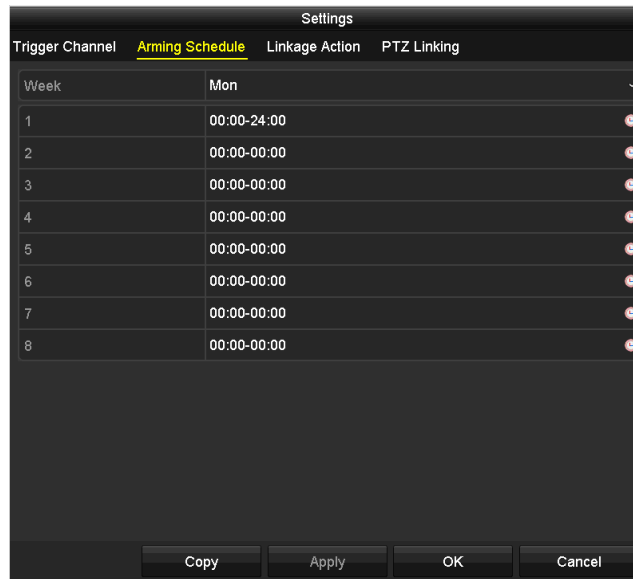 Settings
Trigger Channel Arming Schedule Linkage Action PTZ Linking
Week Mon
1 00:00-24:00
2 00:00-00:00
3 00:00-00:00
4 00:00-00:00
5 00:00-00:00
6 00:00-00:00
7 00:00-00:00
8 00:00-00:00
Copy Apply OK Cancel